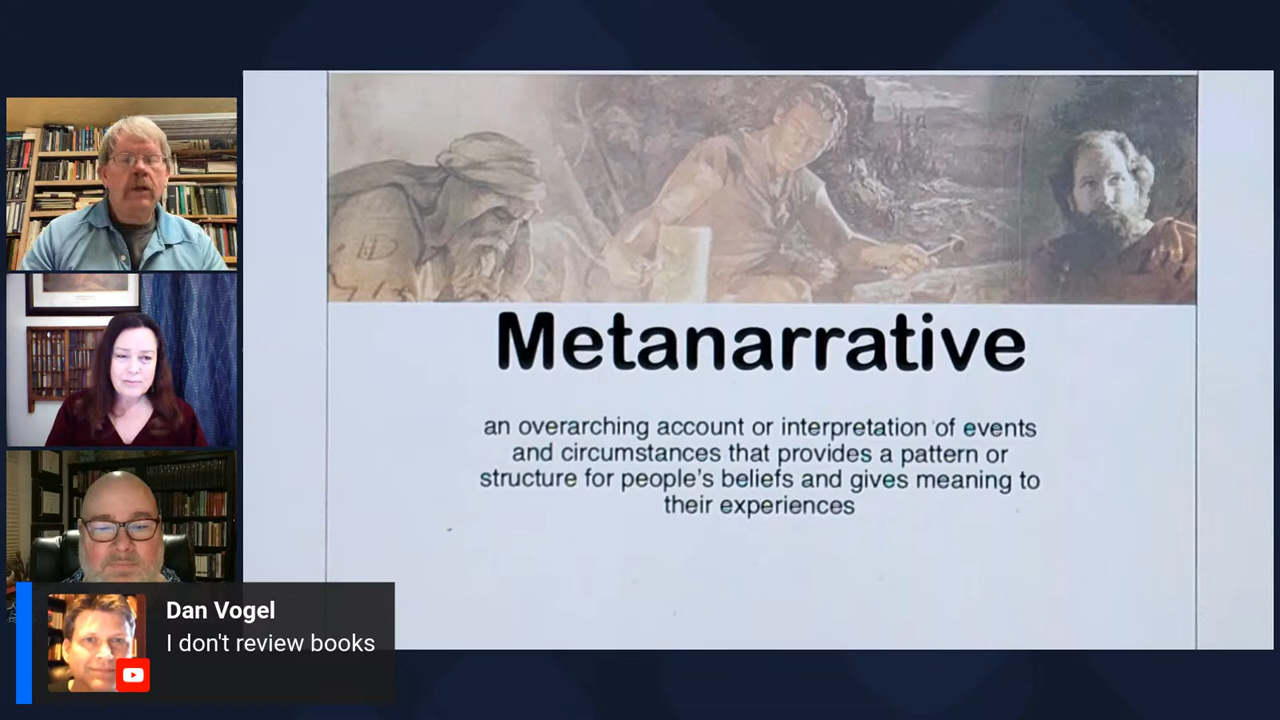 Metanarrative
an overarching account or interpretation of events
and circumstances that provides a pattern or
structure for people's beliefs and gives meaning to
their experiences
Dan Vogel
I don't review books